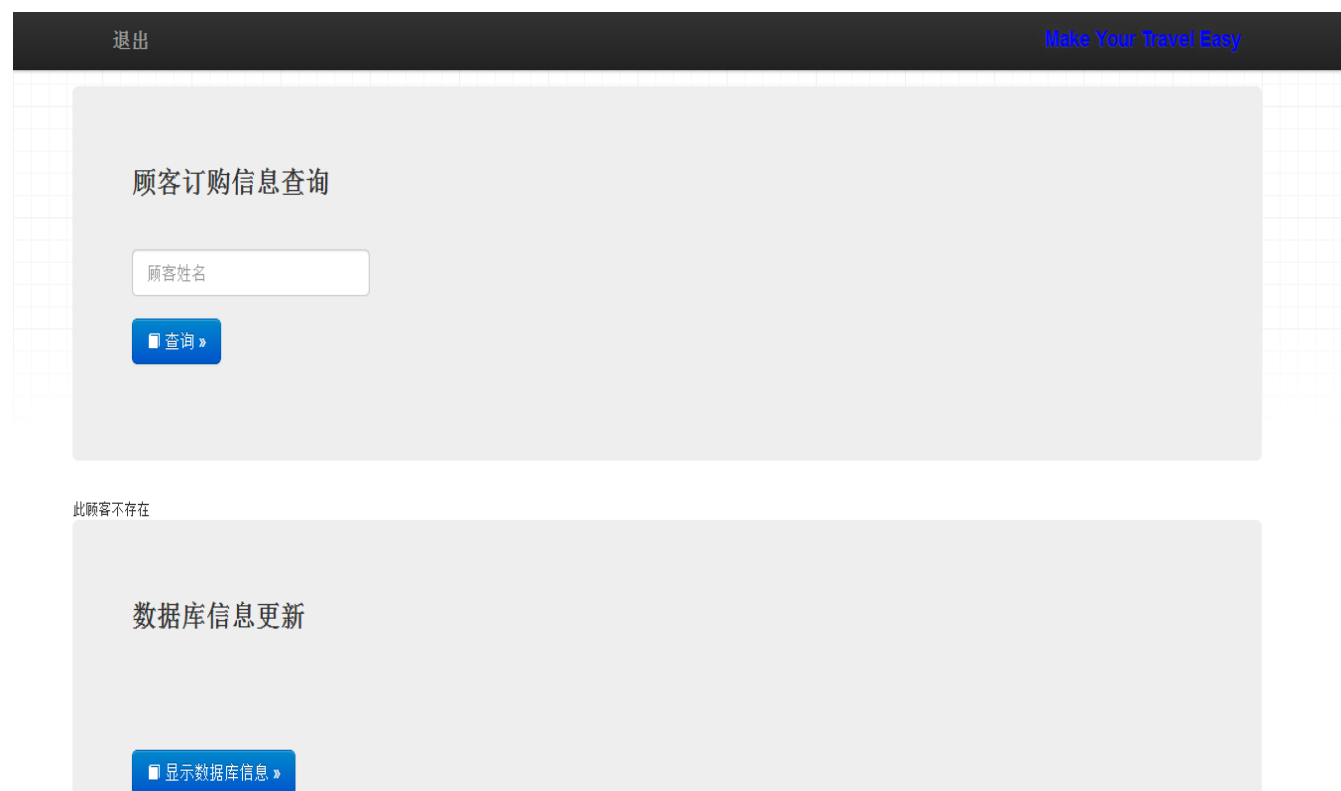 退出
Make Your Travel Easy
顾客订购信息查询
顾客姓名
查询 »
此顾客不存在
数据库信息更新
显示数据库信息 »